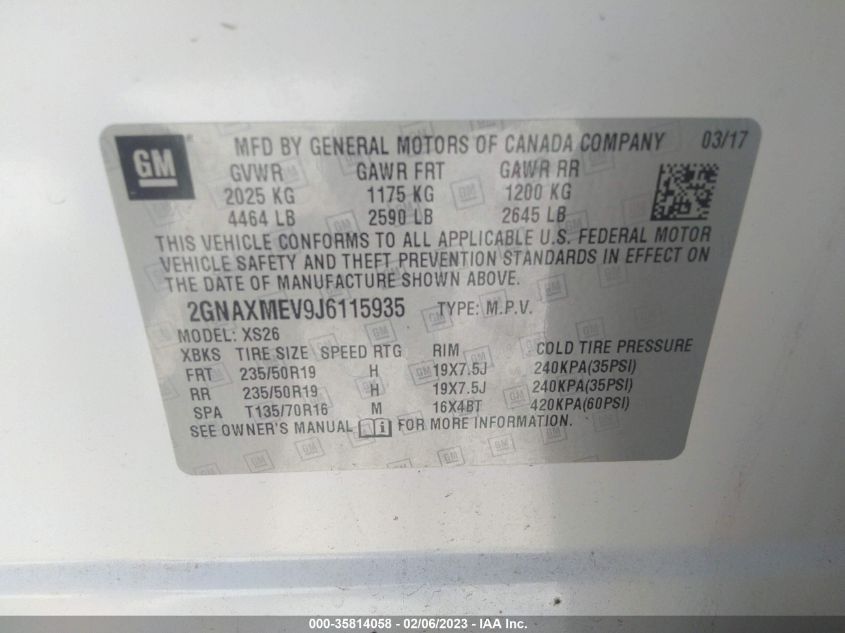 GM
MFD BY GENERAL MOTORS OF CANADA COMPANY 03/17
GVWR GAWR FRT GAWR RR
2025 KG 1175 KG 1200 KG
4464 LB 2590 LB 2645 LB
THIS VEHICLE CONFORMS TO ALL APPLICABLE U.S. FEDERAL MOTOR
VEHICLE SAFETY AND THEFT PREVENTION STANDARDS IN EFFECT ON
THE DATE OF MANUFACTURE SHOWN ABOVE.
2GNAXMEV9J6115935 TYPE: M.P.V.
MODEL: XS26
XBKS TIRE SIZE SPEED RTG RIM COLD TIRE PRESSURE
FRT 235/50R19 H 19X7.5J 240KPA(35PSI)
RR 235/50R19 H 19X7.5J 240KPA(35PSI)
SPA T135/70R16 M 16X4BT 420KPA(60PSI)
SEE OWNER'S MANUAL FOR MORE INFORMATION.
000-35814058 - 02/06/2023 - IAA Inc.